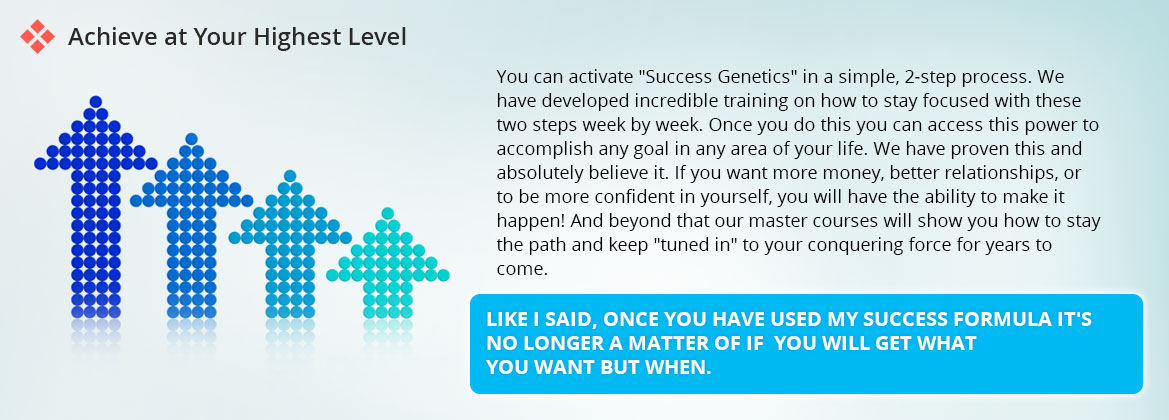 Achieve at Your Highest Level
You can activate "Success Genetics" in a simple, 2-step process. We
have developed incredible training on how to stay focused with these
two steps week by week. Once you do this you can access this power to
accomplish any goal in any area of your life. We have proven this and
absolutely believe it. If you want more money, better relationships, or
to be more confident in yourself, you will have the ability to make it
happen! And beyond that our master courses will show you how to stay
the path and keep "tuned in" to your conquering force for years to
come.
LIKE I SAID, ONCE YOU HAVE USED MY SUCCESS FORMULA IT'S
NO LONGER A MATTER OF IF  YOU WILL GET WHAT
YOU WANT BUT WHEN.